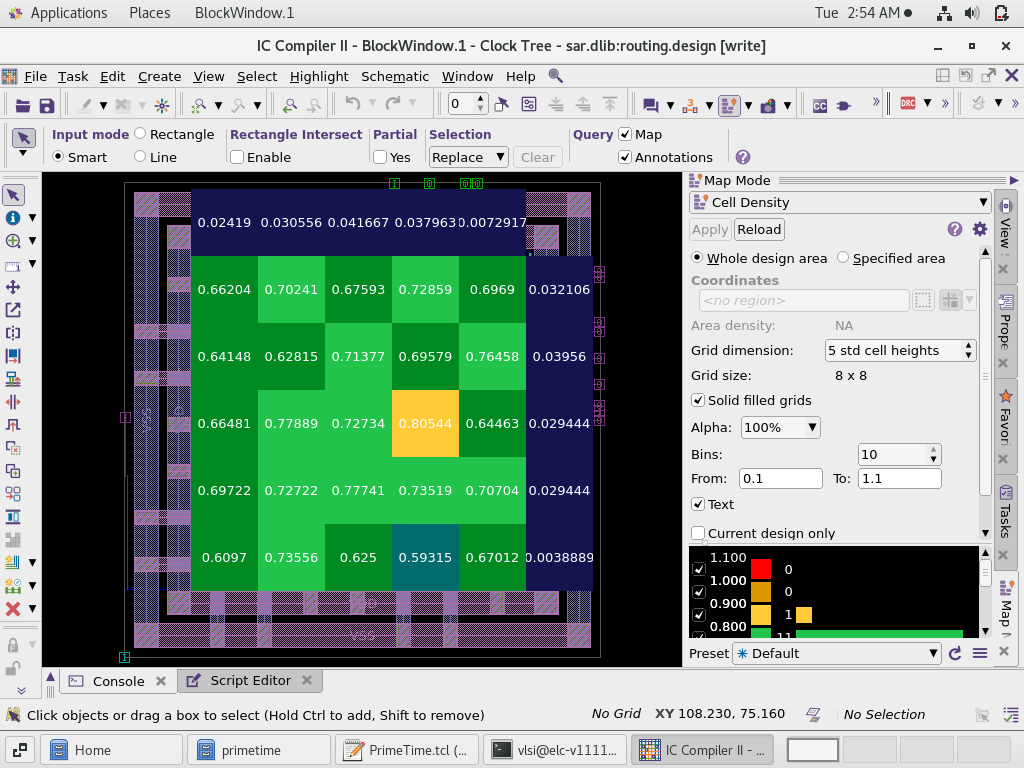 Applications Places BlockWindow.1 Tue 2:54 AM
IC Compiler II - BlockWindow.1 - Clock Tree - sar.dlib:routing.design [write]
File Task Edit Create View Select Highlight Schematic Window Help
0 CC DRC
Input mode Rectangle Rectangle Intersect Partial Selection Query Map
Smart Line Enable Yes Replace Clear Annotations
Map Mode
Cell Density
Apply Reload
Whole design area Specified area
Coordinates
<no region>
Area density: NA
Grid dimension: 5 std cell heights
Grid size: 8 x 8
Solid filled grids
Alpha: 100%
Bins: 10
From: 0.1 To: 1.1
Text
Current design only
1.100
0
1.000
0
0.900
1
0.800
11
Preset Default
View
Prope
Favori
Tasks
Map M
0.02419 0.030556 0.041667 0.037963 0.0072917
0.66204 0.70241 0.67593 0.72859 0.6969 0.032106
0.64148 0.62815 0.71377 0.69579 0.76458 0.03956
0.66481 0.77889 0.72734 0.80544 0.64463 0.029444
0.69722 0.72722 0.77741 0.73519 0.70704 0.029444
0.6097 0.73556 0.625 0.59315 0.67012 0.0038889
VSS
Console Script Editor
Click objects or drag a box to select (Hold Ctrl to add, Shift to remove) No Grid XY 108.230, 75.160 No Selection
Home primetime PrimeTime.tcl (... vlsi@elc-v1111... IC Compiler II - ...